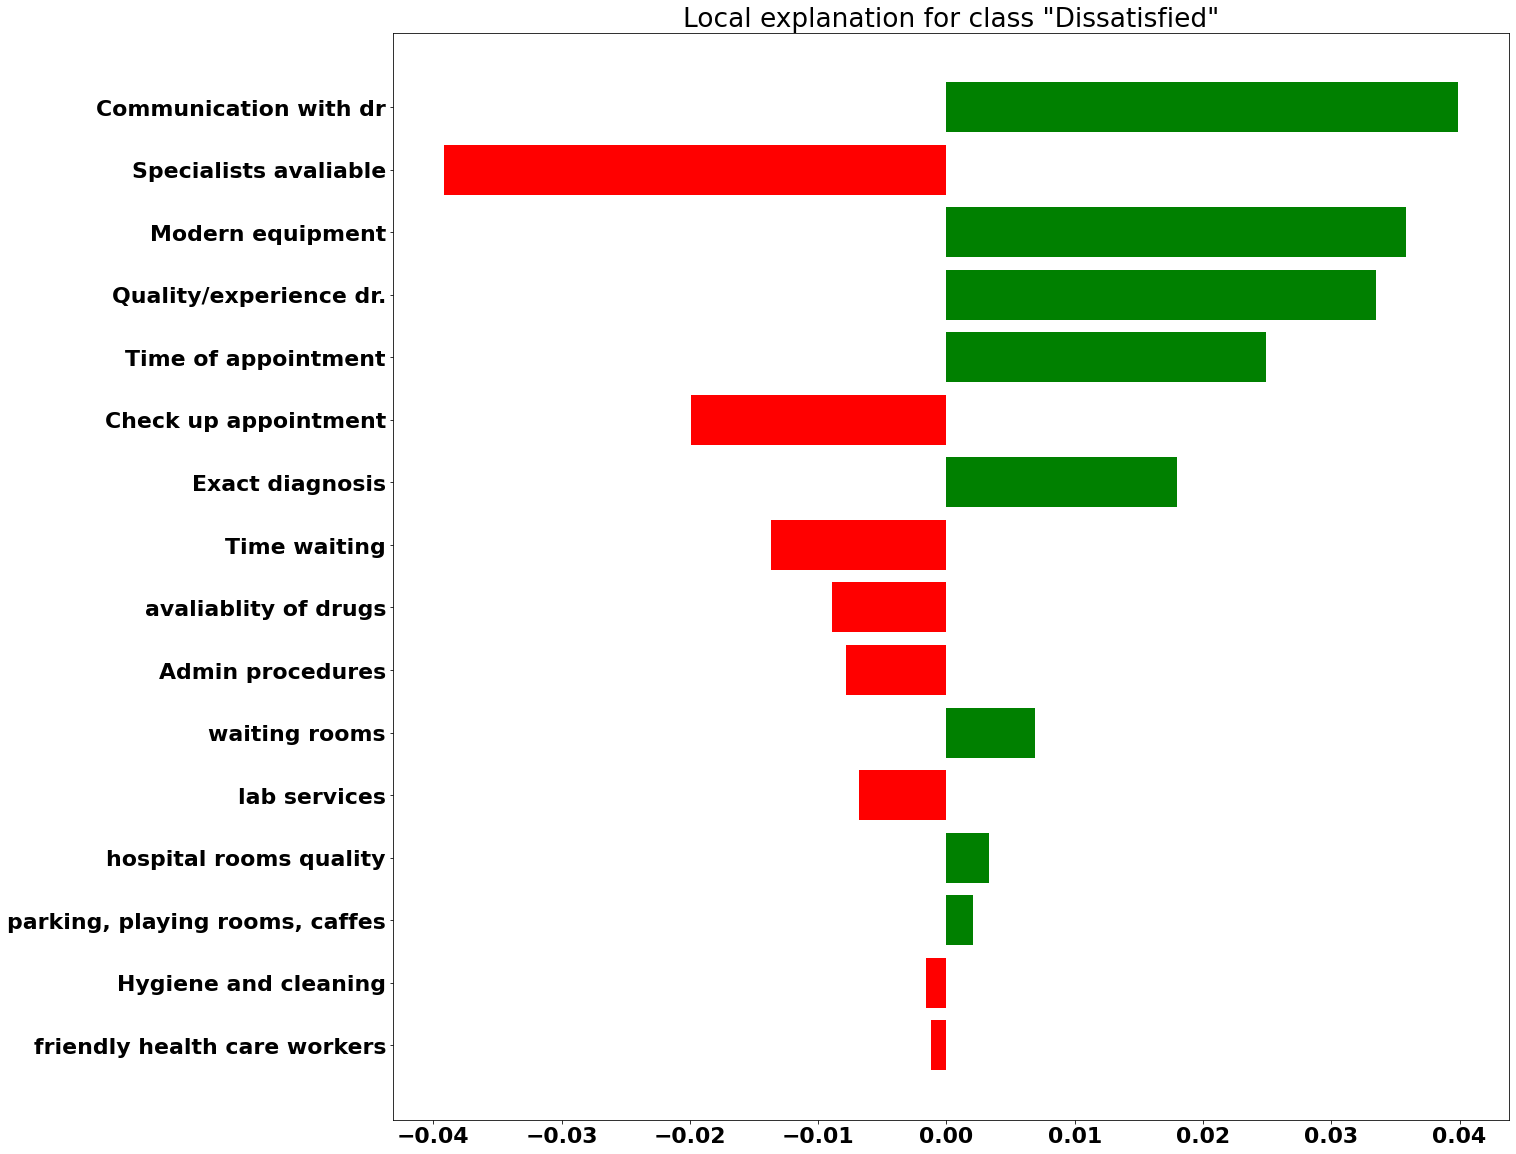 Local explanation for class "Dissatisfied"
Communication with dr
Specialists avaliable
Modern equipment
Quality/experience dr.
Time of appointment
Check up appointment
Exact diagnosis
Time waiting
avaliablity of drugs
Admin procedures
waiting rooms
lab services
hospital rooms quality
parking, playing rooms, caffes
Hygiene and cleaning
friendly health care workers
−0.04 −0.03 −0.02 −0.01 0.00 0.01 0.02 0.03 0.04